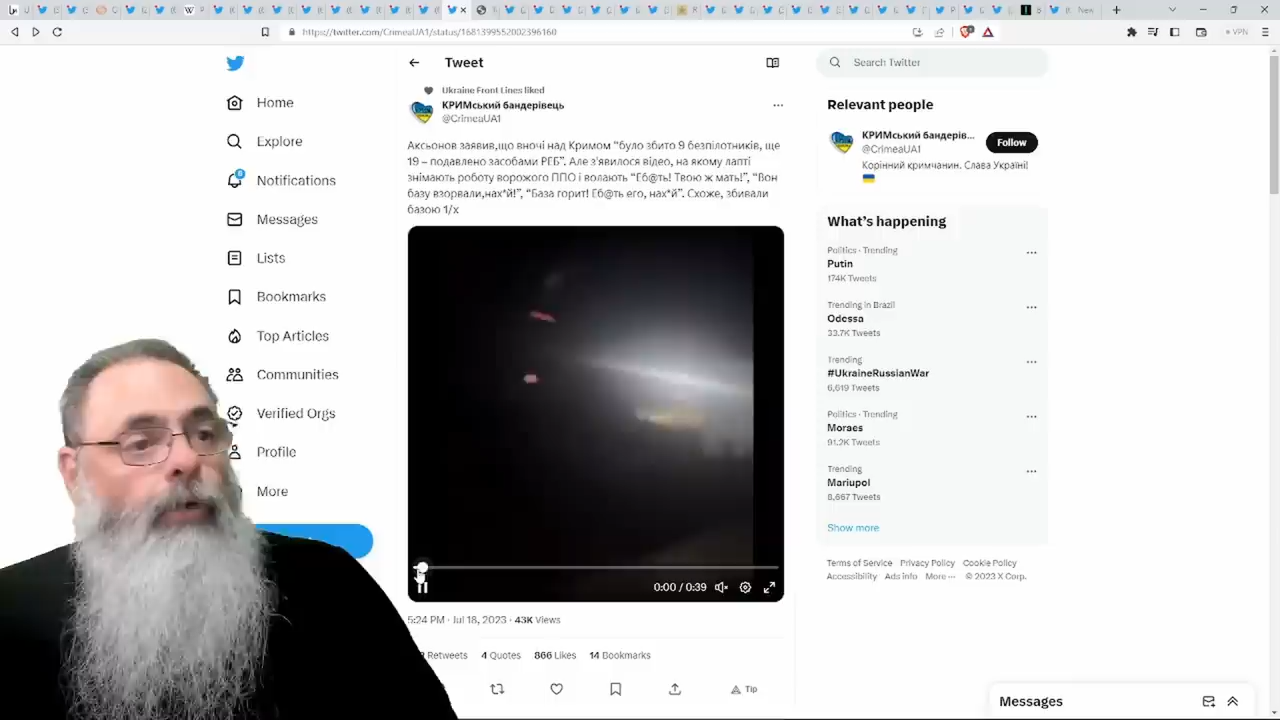 New
https://twitter.com/CrimeaUA1/status/1681399552002396160
VPN
Home
Explore
6
Notifications
Messages
Lists
Bookmarks
Top Articles
Communities
Verified Orgs
Profile
More
Tweet
Ukraine Front Lines liked
КРИМський бандерівець
@CrimeaUA1
Аксьонов заявив,що вночі над Кримом “було збито 9 безпілотників, ще
19 – подавлено засобами РЕБ”. Але з'явилося відео, на якому лапті
знімають роботу ворожого ППО і волають “Еб@ть! Твою ж мать!”, “Вон
базу взорвали,нах*й!”, “База горит! Еб@ть его, нах*й”. Схоже, збивали
базою 1/х
0:00 / 0:39
5:24 PM · Jul 18, 2023 · 43K Views
Retweets 4 Quotes 866 Likes 14 Bookmarks
Tip
Search Twitter
Relevant people
КРИМський бандерів...
@CrimeaUA1
Follow
Корінний кримчанин. Слава Україні!
What's happening
Politics · Trending
Putin
174K Tweets
Trending in Brazil
Odessa
33.7K Tweets
Trending
#UkraineRussianWar
6,619 Tweets
Politics · Trending
Moraes
91.2K Tweets
Trending
Mariupol
8,667 Tweets
Show more
Terms of Service Privacy Policy Cookie Policy
Accessibility Ads info More ··· © 2023 X Corp.
Messages